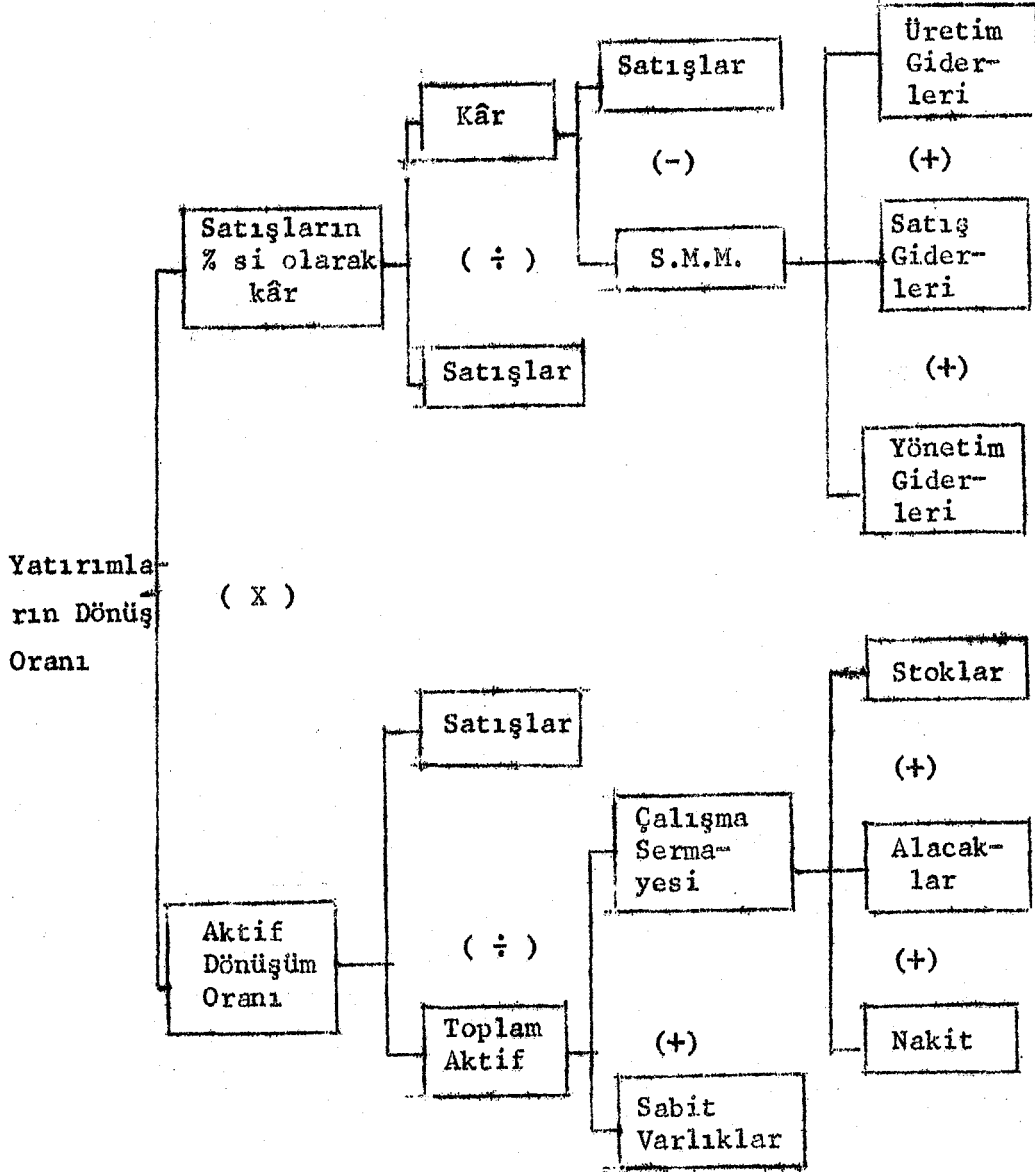 Üretim
Gider-
leri
Satışlar
Kâr
(-)
(+)
Satışların
% si olarak
kâr
( ÷ )
S.M.M.
Satış
Gider-
leri
Satışlar
(+)
Yönetim
Gider-
leri
Yatırımla-
rın Dönüş
Oranı
( X )
Stoklar
Satışlar
(+)
Çalışma
Serma-
yesi
Alacak-
lar
Aktif
Dönüşüm
Oranı
( ÷ )
(+)
Toplam
Aktif
(+)
Nakit
Sabit
Varlıklar